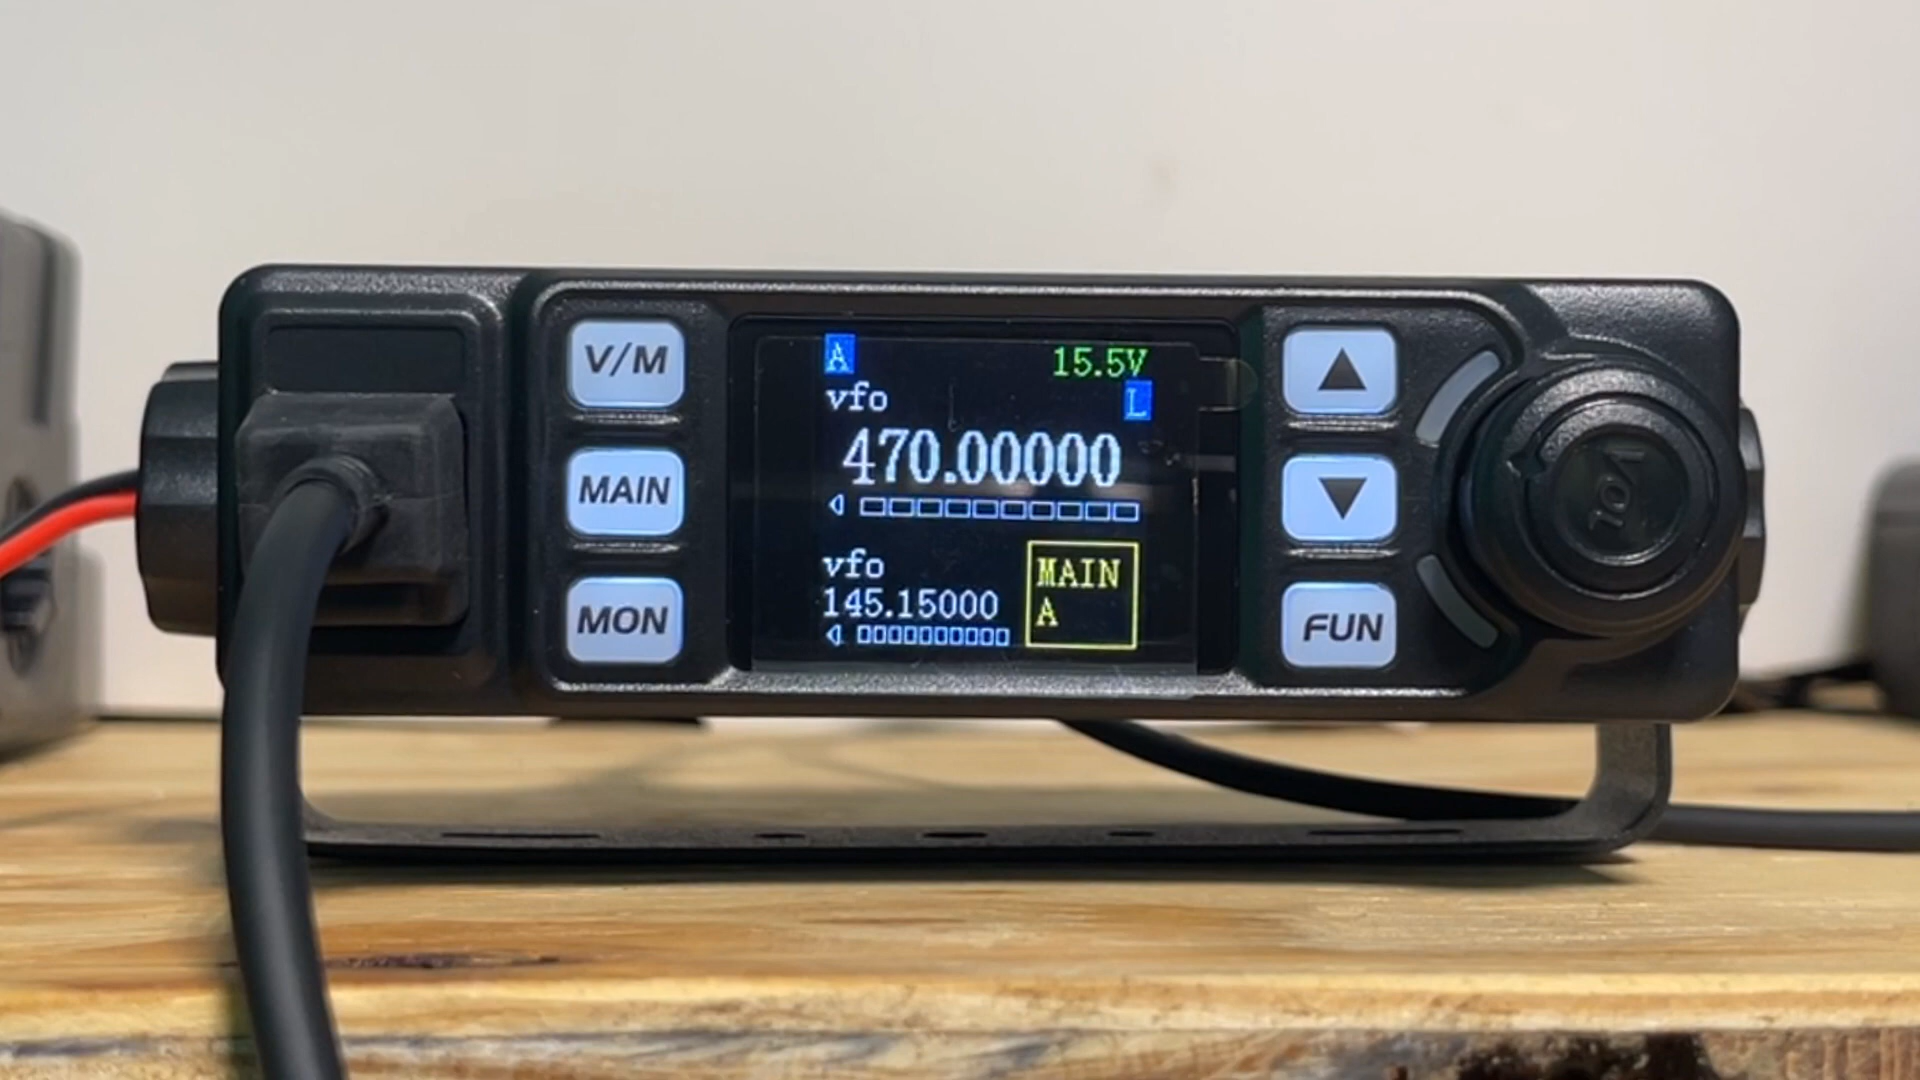 V/M
MAIN
MON
A
15.5V
vfo
L
470.00000
vfo
145.15000
MAIN
A
FUN
VOL